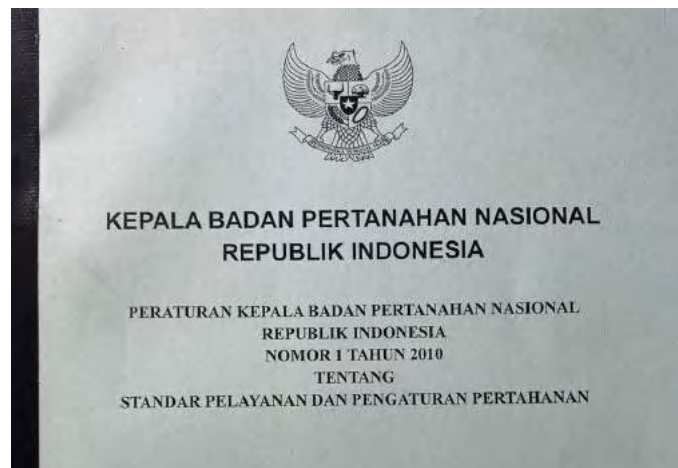 KEPALA BADAN PERTANAHAN NASIONAL
REPUBLIK INDONESIA
PERATURAN KEPALA BADAN PERTANAHAN NASIONAL
REPUBLIK INDONESIA
NOMOR 1 TAHUN 2010
TENTANG
STANDAR PELAYANAN DAN PENGATURAN PERTAHANAN